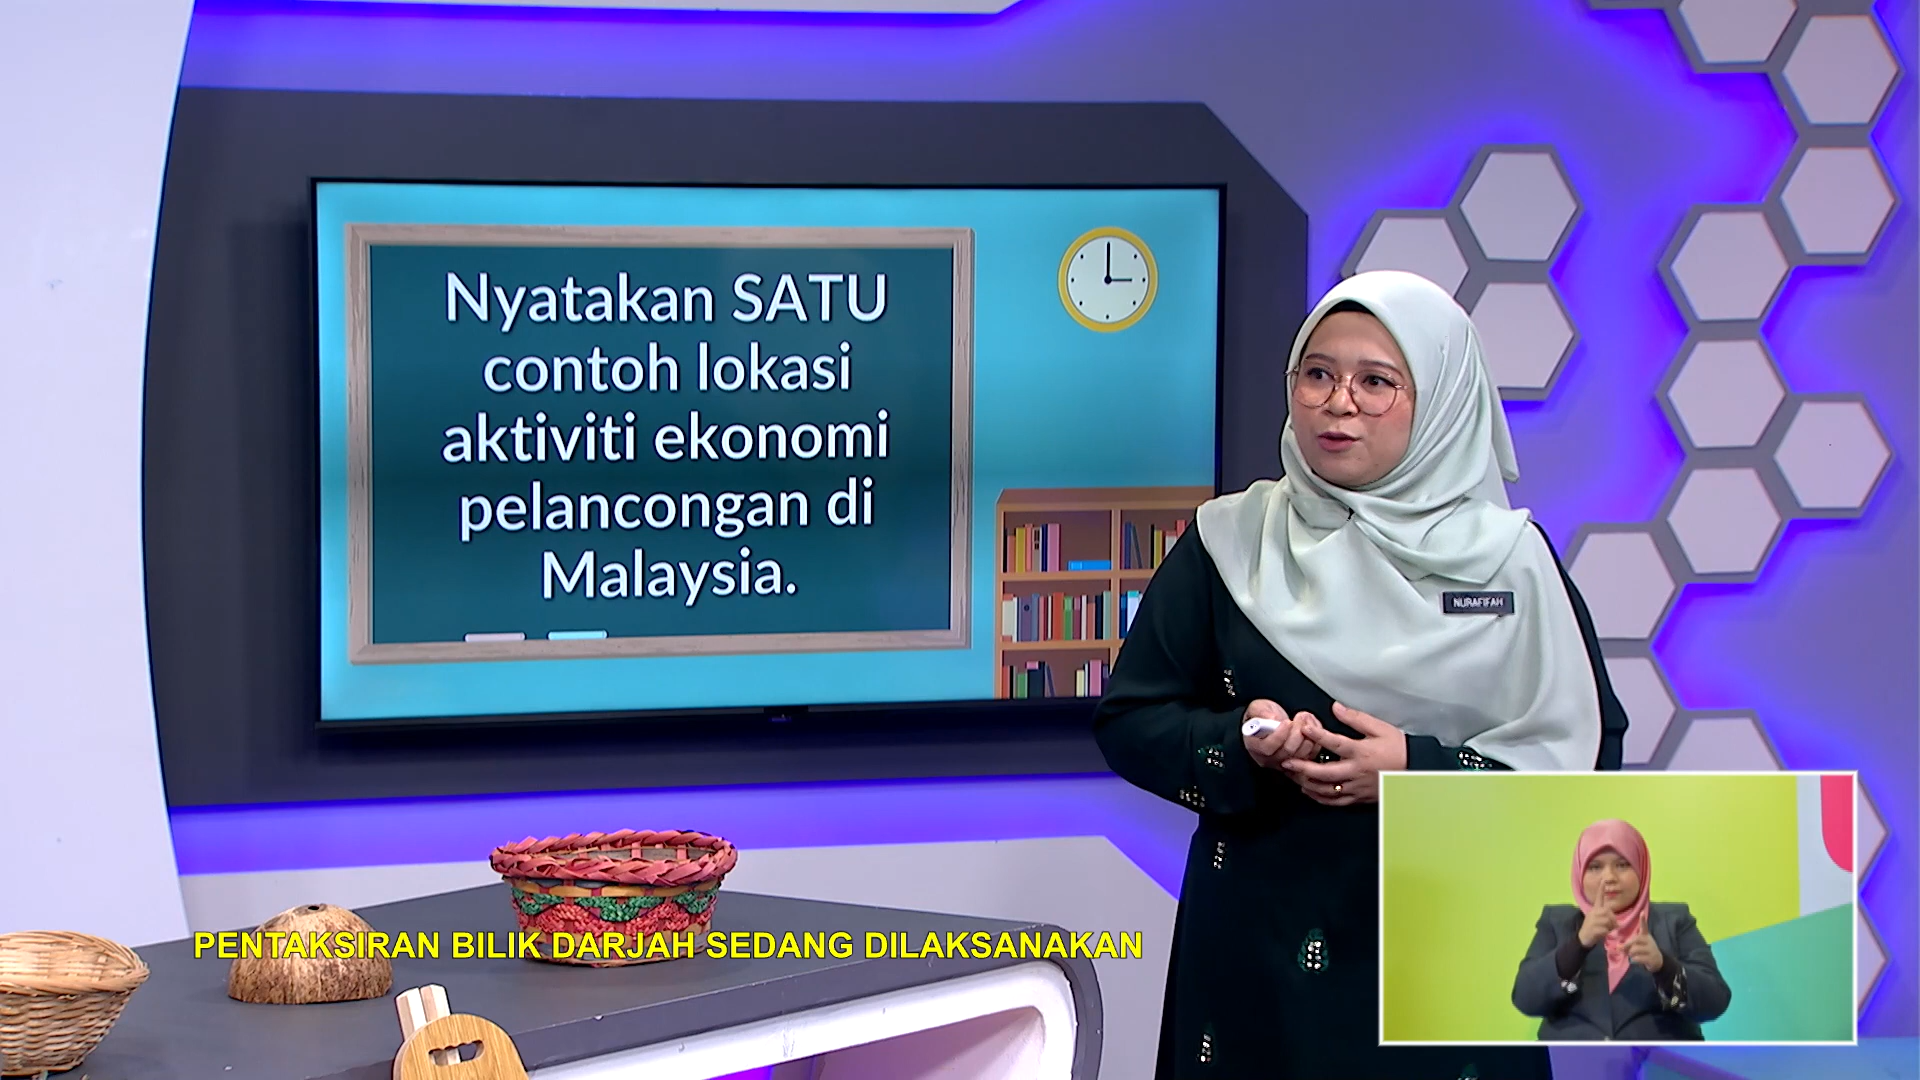 Nyatakan SATU
contoh lokasi
aktiviti ekonomi
pelancongan di
Malaysia.
NURAFIFAH
PENTAKSIRAN BILIK DARJAH SEDANG DILAKSANAKAN